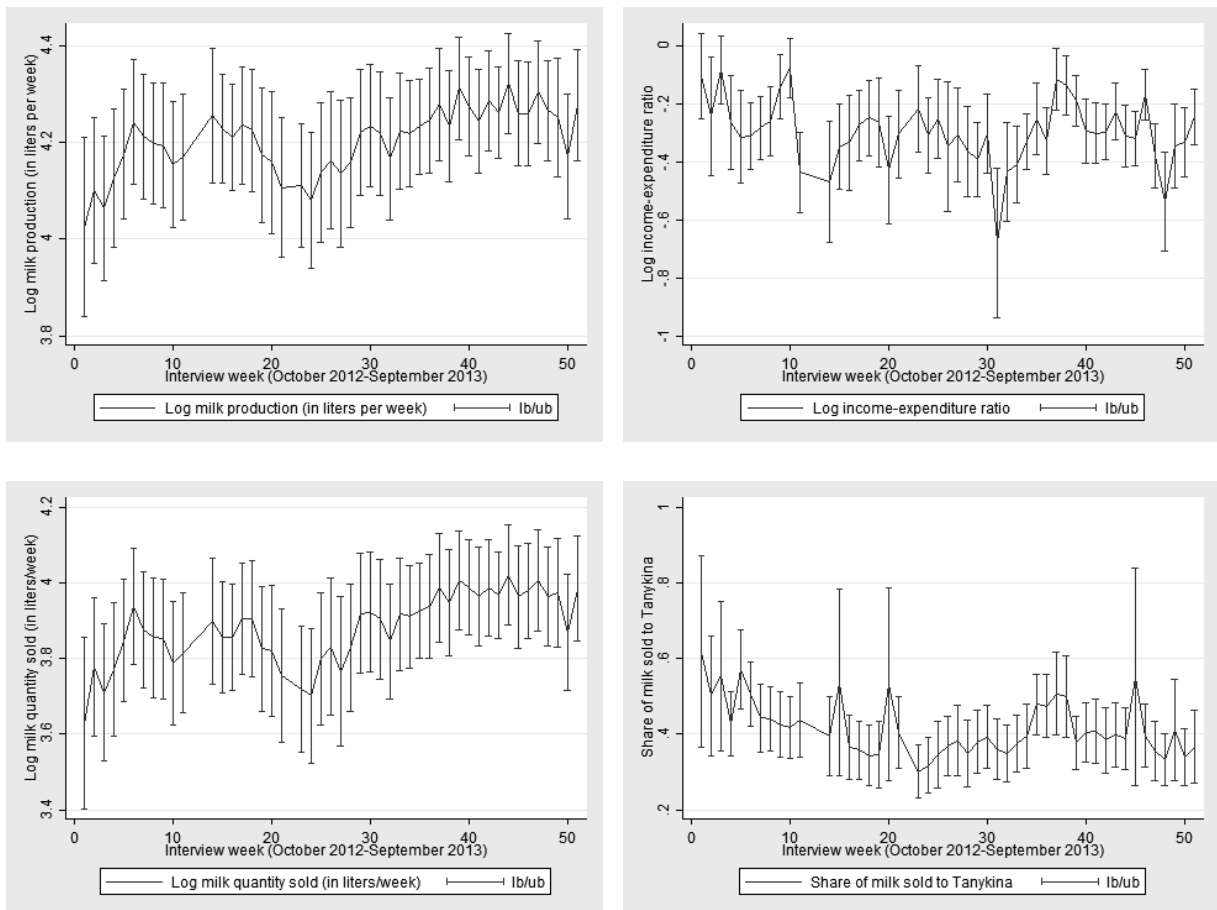 Log milk production (in liters per week)
4.4
4.2
4
3.8
0 10 20 30 40 50
Interview week (October 2012-September 2013)
Log milk production (in liters per week) lb/ub
Log income-expenditure ratio
0
-.2
-.4
-.6
-.8
-1
0 10 20 30 40 50
Interview week (October 2012-September 2013)
Log income-expenditure ratio lb/ub
Log milk quantity sold (in liters/week)
4.2
4
3.8
3.6
3.4
0 10 20 30 40 50
Interview week (October 2012-September 2013)
Log milk quantity sold (in liters/week) lb/ub
Share of milk sold to Tanykina
1
.8
.6
.4
.2
0 10 20 30 40 50
Interview week (October 2012-September 2013)
Share of milk sold to Tanykina lb/ub